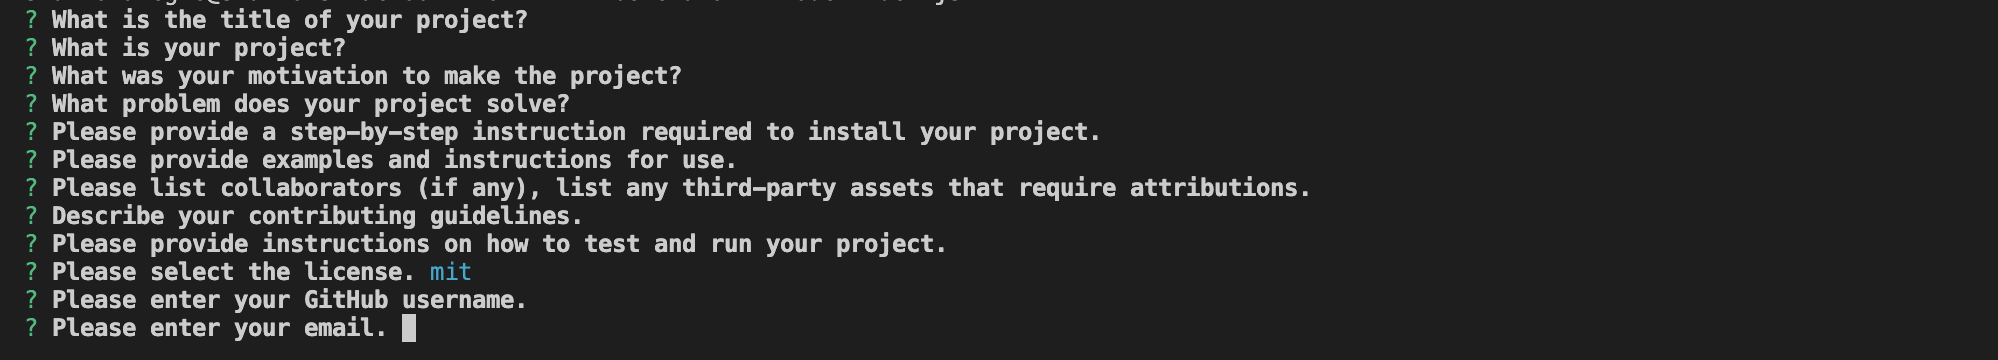 ? What is the title of your project?
? What is your project?
? What was your motivation to make the project?
? What problem does your project solve?
? Please provide a step-by-step instruction required to install your project.
? Please provide examples and instructions for use.
? Please list collaborators (if any), list any third-party assets that require attributions.
? Describe your contributing guidelines.
? Please provide instructions on how to test and run your project.
? Please select the license. mit
? Please enter your GitHub username.
? Please enter your email.